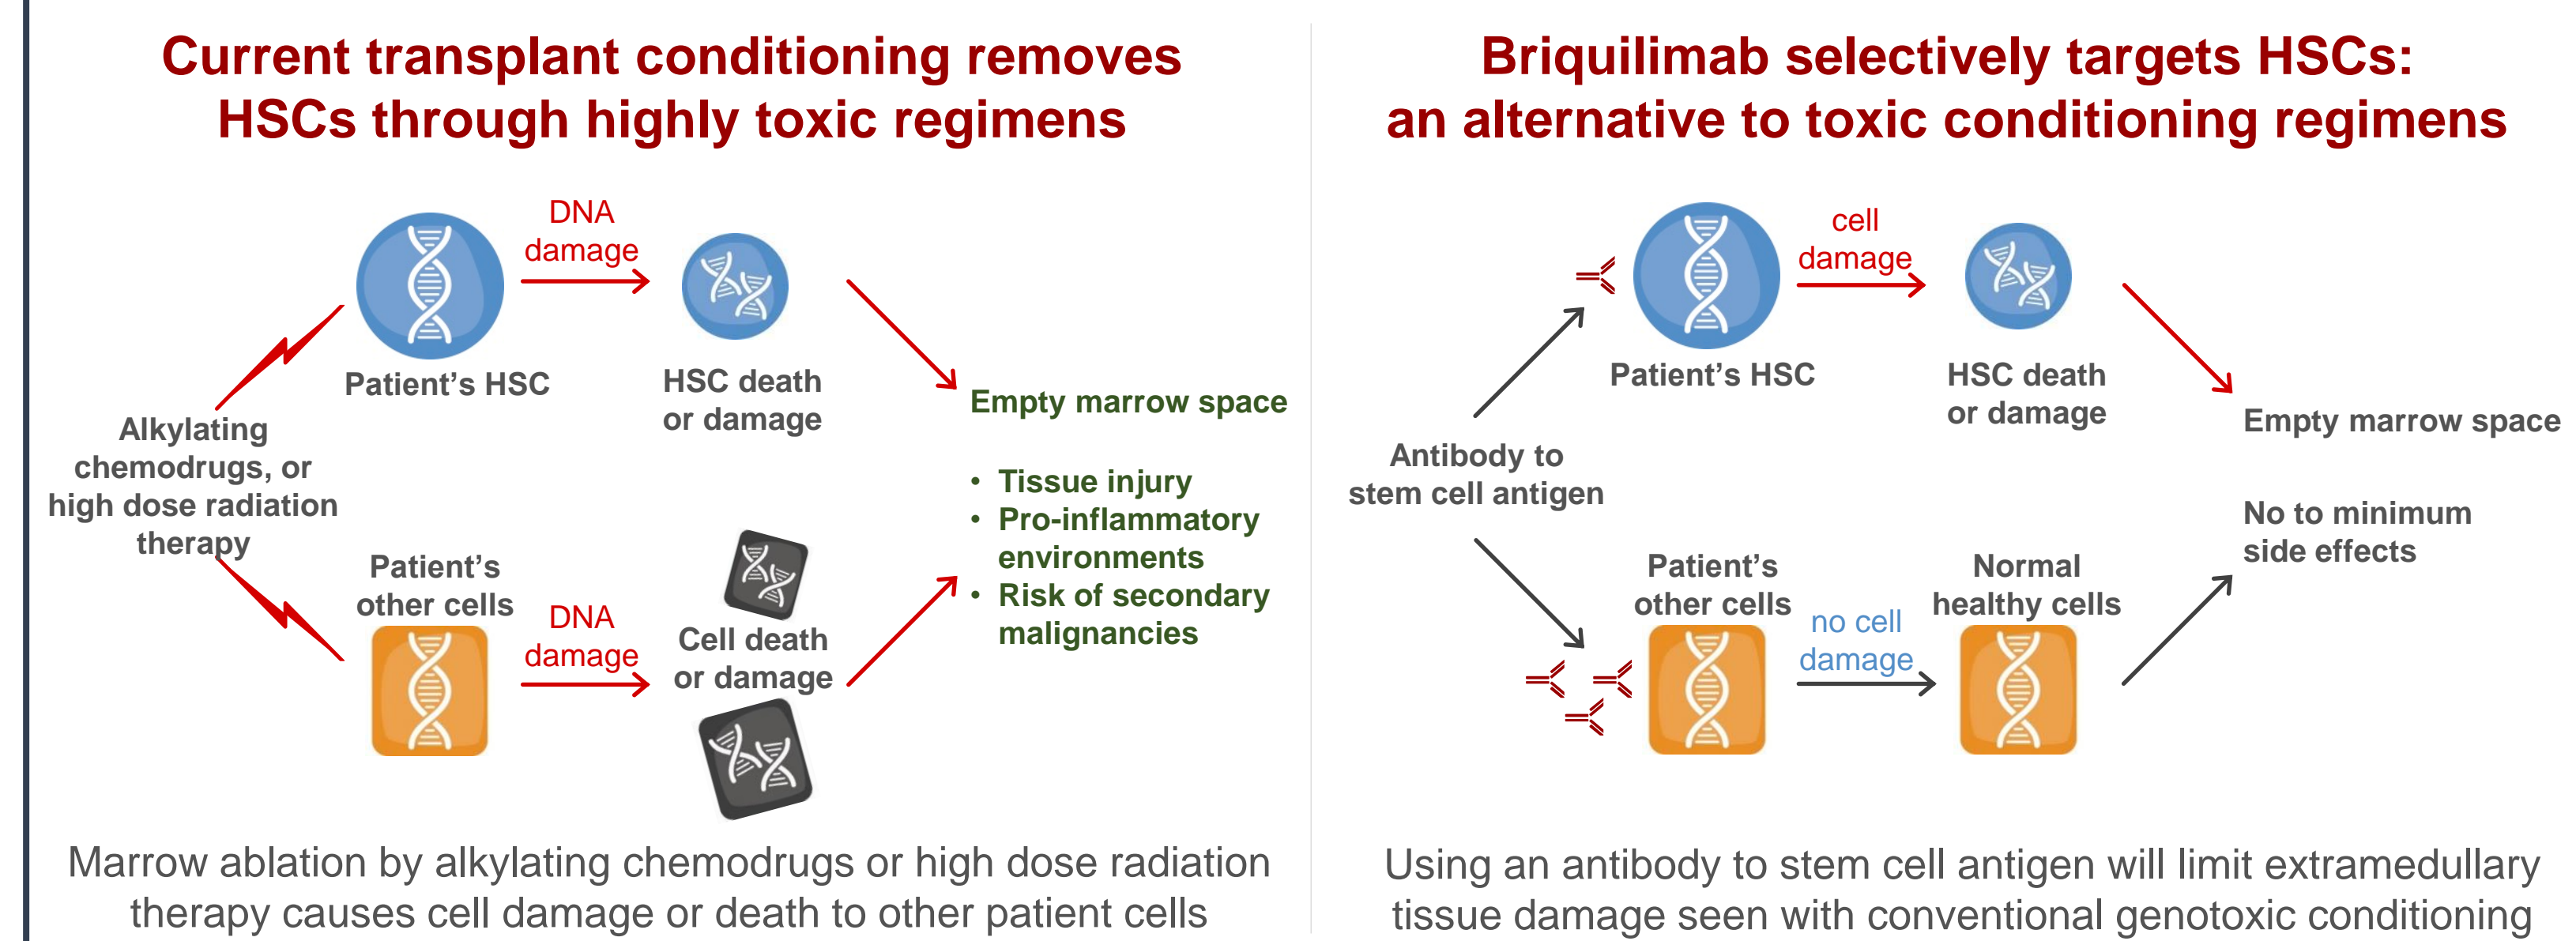 Current transplant conditioning removes
HSCs through highly toxic regimens
DNA
damage
Patient's HSC
HSC death
or damage
Alkylating
chemodrugs, or
high dose radiation
therapy
Empty marrow space
• Tissue injury
• Pro-inflammatory
environments
• Risk of secondary
malignancies
Patient's
other cells
DNA
damage
Cell death
or damage
Marrow ablation by alkylating chemodrugs or high dose radiation
therapy causes cell damage or death to other patient cells
Briquilimab selectively targets HSCs:
an alternative to toxic conditioning regimens
cell
damage
Patient's HSC
HSC death
or damage
Antibody to
stem cell antigen
Empty marrow space
No to minimum
side effects
Patient's
other cells
no cell
damage
Normal
healthy cells
Using an antibody to stem cell antigen will limit extramedullary
tissue damage seen with conventional genotoxic conditioning